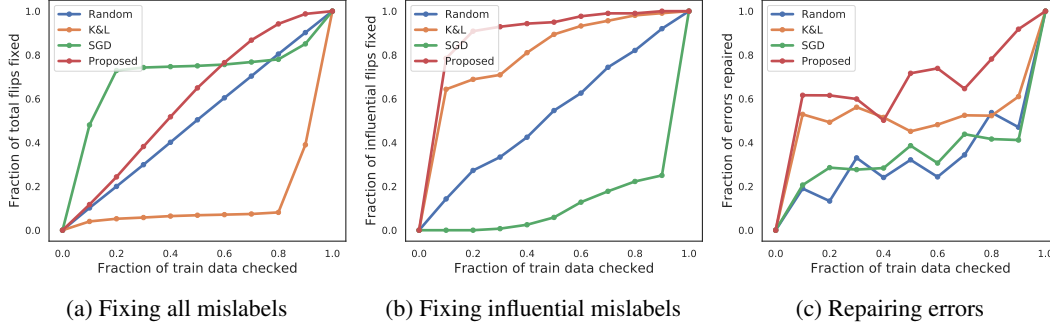 Fraction of total flips fixed
1.0
0.8
0.6
0.4
0.2
0.0
Random
K&L
SGD
Proposed
0.0 0.2 0.4 0.6 0.8 1.0
Fraction of train data checked
(a) Fixing all mislabels
Fraction of influential flips fixed
1.0
0.8
0.6
0.4
0.2
0.0
Random
K&L
SGD
Proposed
0.0 0.2 0.4 0.6 0.8 1.0
Fraction of train data checked
(b) Fixing influential mislabels
Fraction of errors repaired
1.0
0.8
0.6
0.4
0.2
0.0
Random
K&L
SGD
Proposed
0.0 0.2 0.4 0.6 0.8 1.0
Fraction of train data checked
(c) Repairing errors